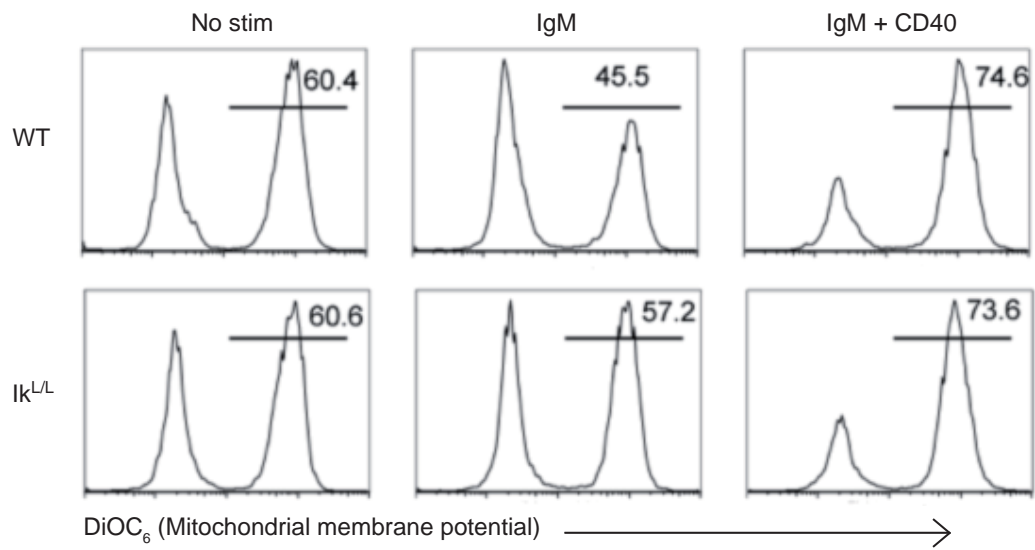 No stim IgM IgM + CD40
WT 60.4 45.5 74.6
Ik^L/L 60.6 57.2 73.6
DiOC₆ (Mitochondrial membrane potential)